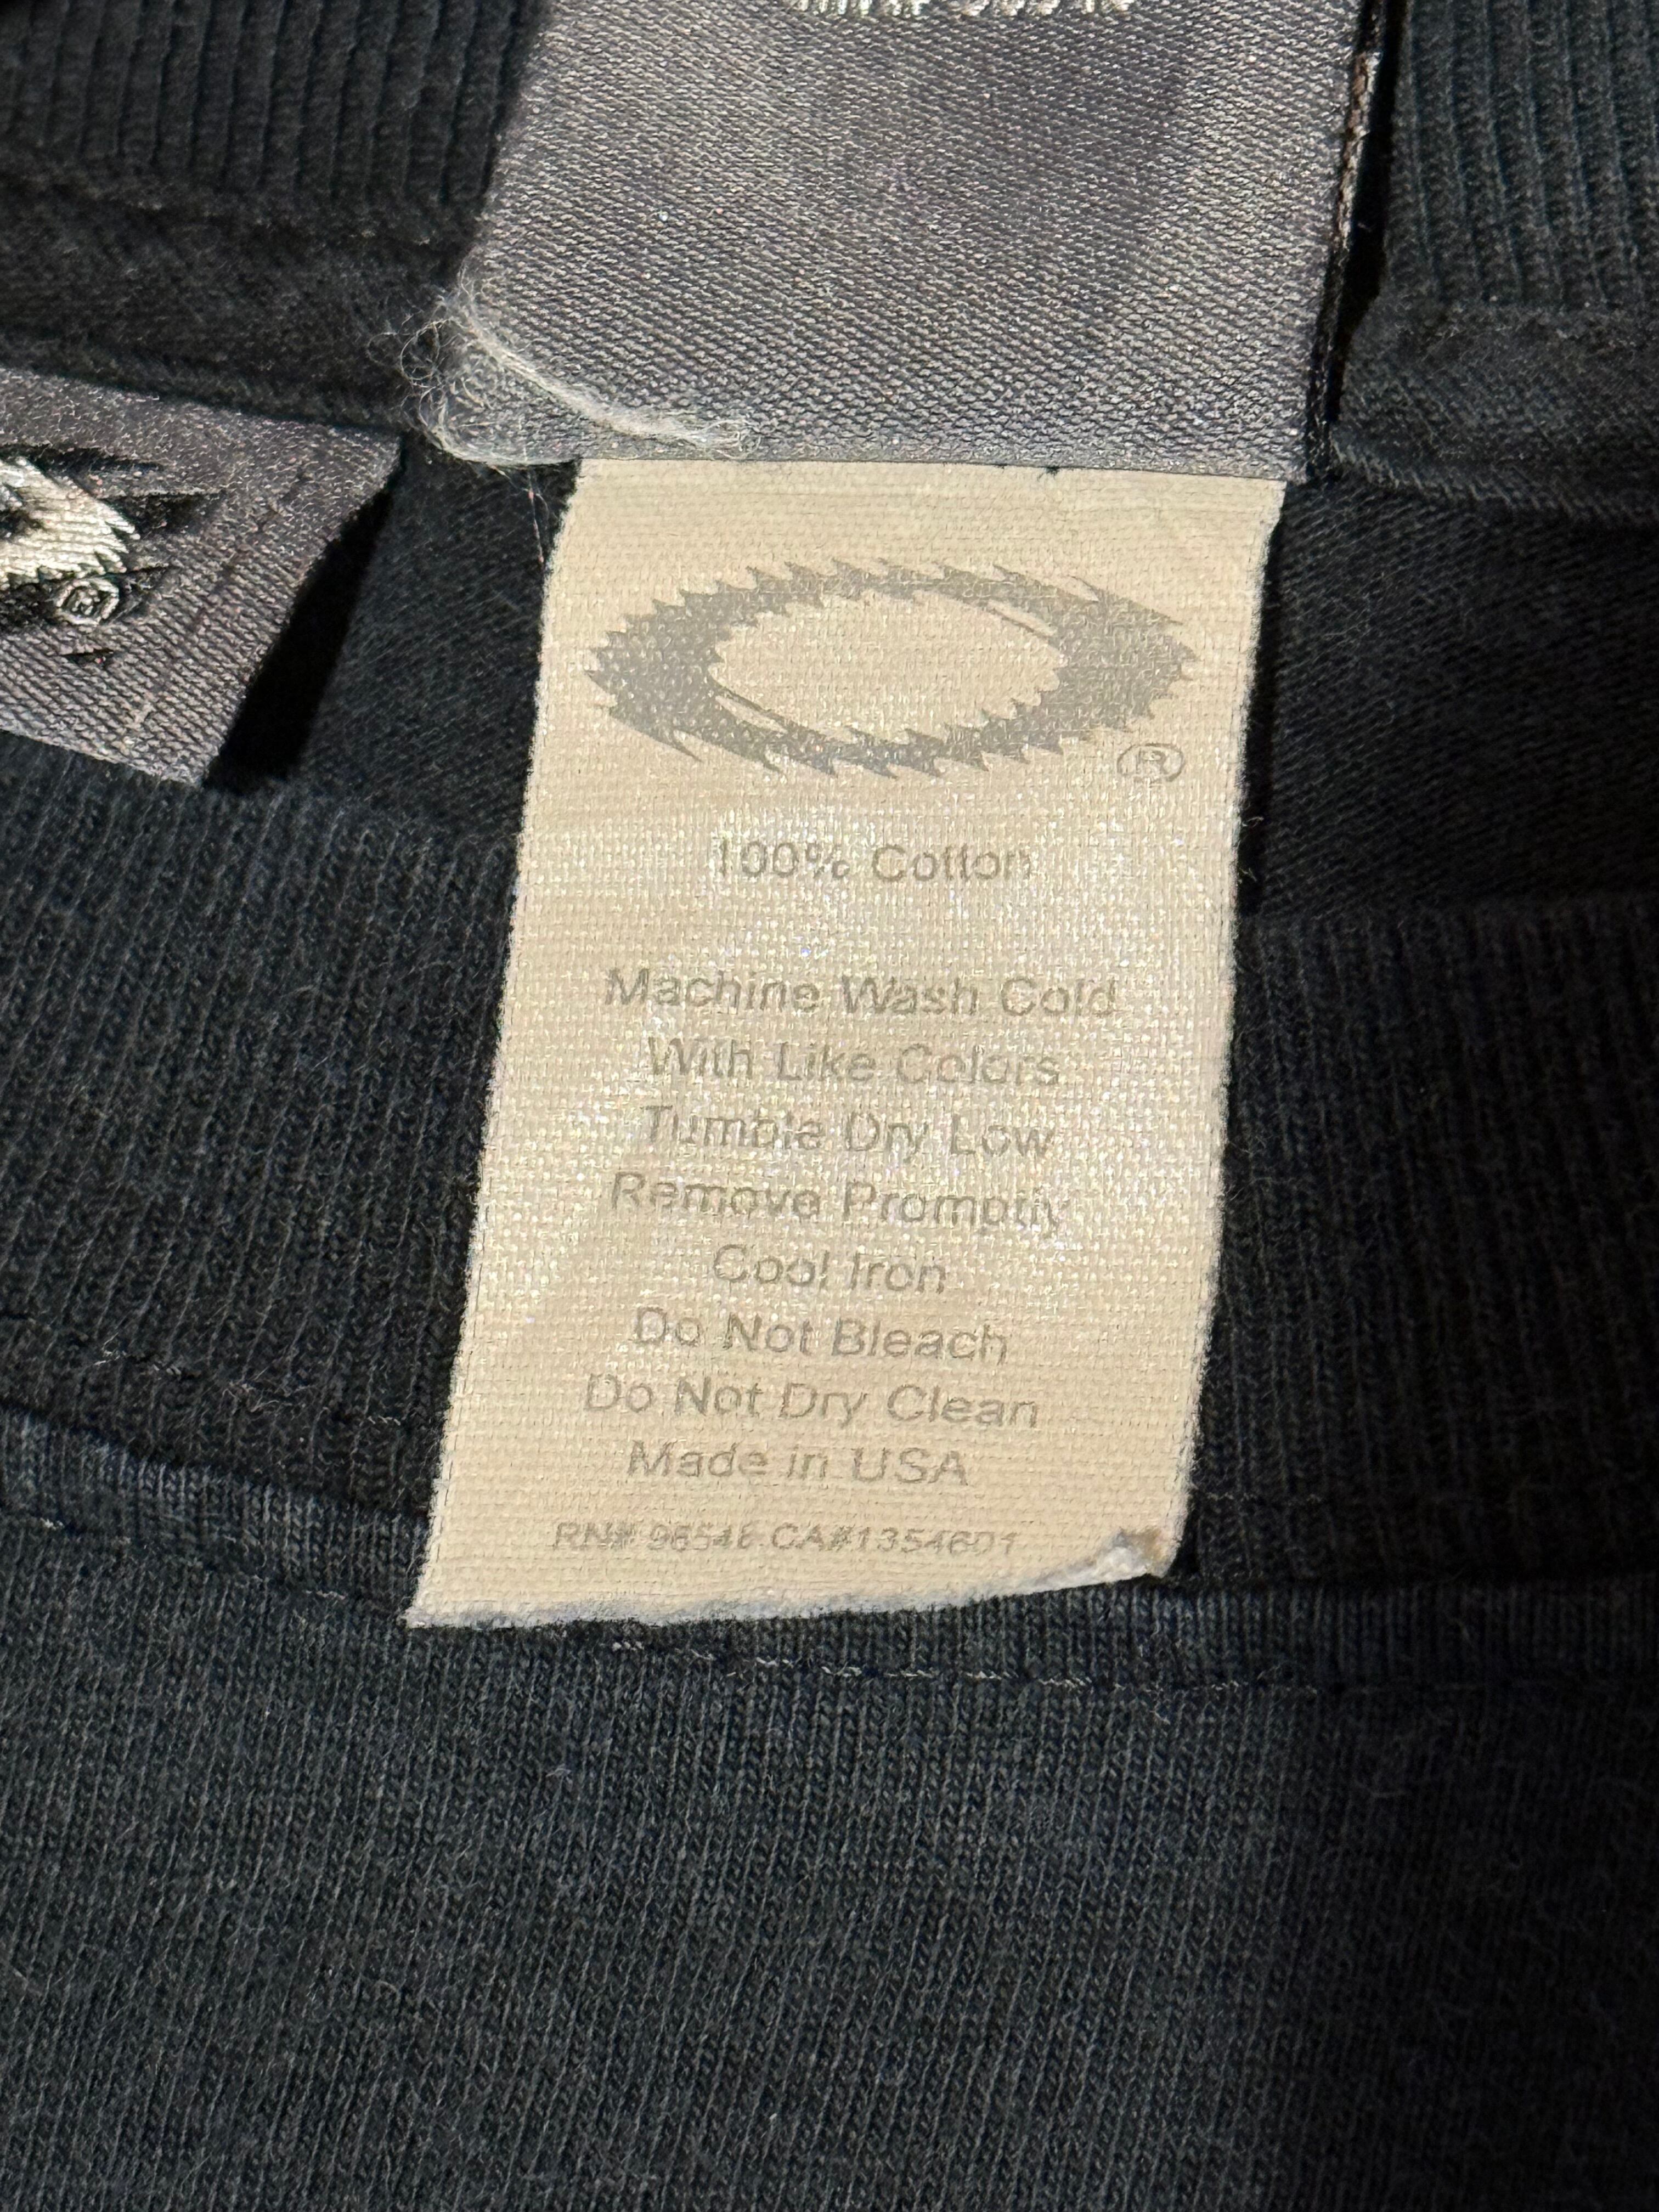 ®
®
100% Cotton
Machine Wash Cold
With Like Colors
Tumble Dry Low
Remove Promptly
Cool Iron
Do Not Bleach
Do Not Dry Clean
Made in USA
RN# 96548 CA#1354601